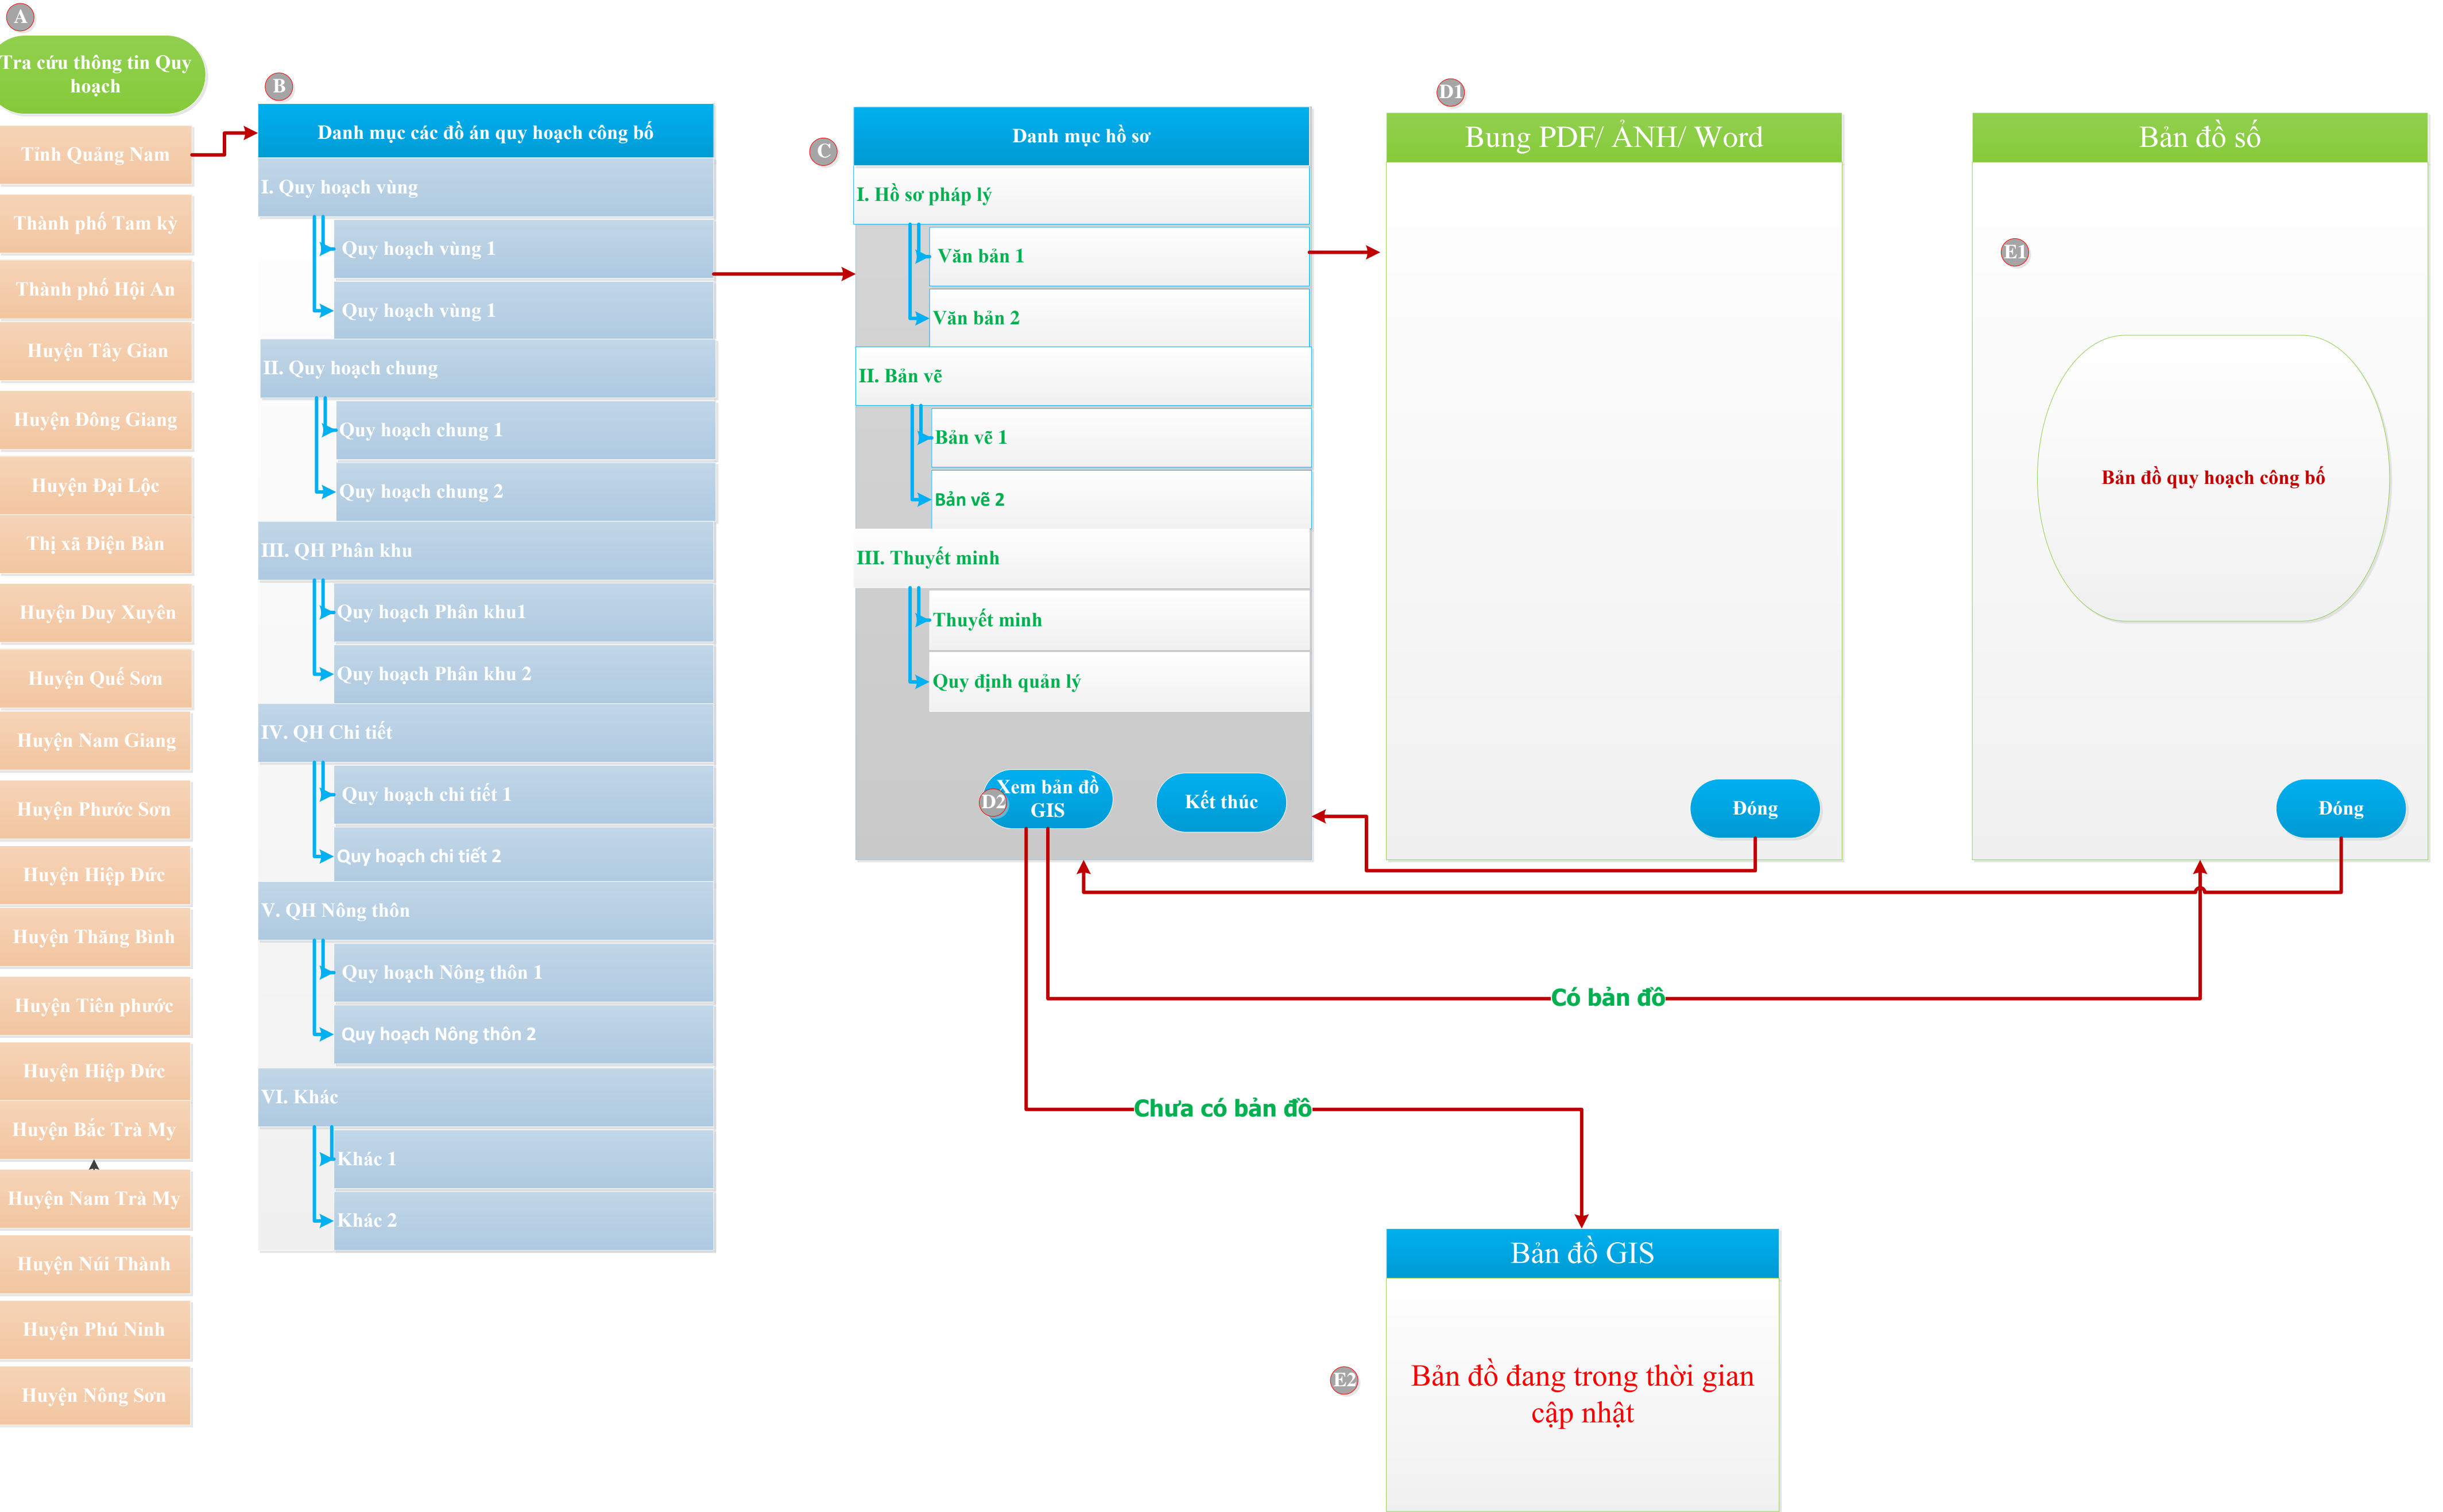 A
Tra cứu thông tin Quy
hoạch
Tỉnh Quảng Nam
Thành phố Tam kỳ
Thành phố Hội An
Huyện Tây Gian
Huyện Đông Giang
Huyện Đại Lộc
Thị xã Điện Bàn
Huyện Duy Xuyên
Huyện Quế Sơn
Huyện Nam Giang
Huyện Phước Sơn
Huyện Hiệp Đức
Huyện Thăng Bình
Huyện Tiên phước
Huyện Hiệp Đức
Huyện Bắc Trà My
Huyện Nam Trà My
Huyện Núi Thành
Huyện Phú Ninh
Huyện Nông Sơn
B
Danh mục các đồ án quy hoạch công bố
I. Quy hoạch vùng
Quy hoạch vùng 1
Quy hoạch vùng 1
II. Quy hoạch chung
Quy hoạch chung 1
Quy hoạch chung 2
III. QH Phân khu
Quy hoạch Phân khu1
Quy hoạch Phân khu 2
IV. QH Chi tiết
Quy hoạch chi tiết 1
Quy hoạch chi tiết 2
V. QH Nông thôn
Quy hoạch Nông thôn 1
Quy hoạch Nông thôn 2
VI. Khác
Khác 1
Khác 2
C
Danh mục hồ sơ
I. Hồ sơ pháp lý
Văn bản 1
Văn bản 2
II. Bản vẽ
Bản vẽ 1
Bản vẽ 2
III. Thuyết minh
Thuyết minh
Quy định quản lý
D2
Xem bản đồ
GIS
Kết thúc
D1
Bung PDF/ ẢNH/ Word
Đóng
Bản đồ số
E1
Bản đồ quy hoạch công bố
Đóng
Có bản đồ
Chưa có bản đồ
Bản đồ GIS
E2
Bản đồ đang trong thời gian
cập nhật